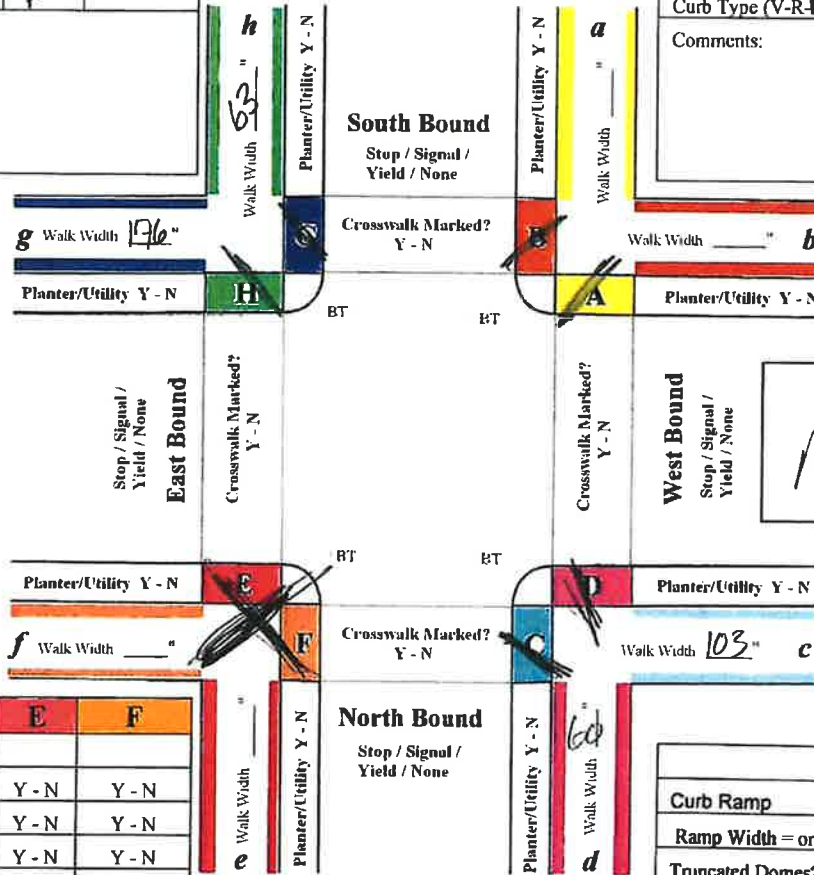 Curb Type (V-R-
Comments:
h
63"
Walk Width
Planter/Utility Y - N
South Bound
Stop / Signal /
Yield / None
Planter/Utility Y - N
a
Walk Width ____"
g Walk Width 176"
G
Crosswalk Marked?
Y - N
B
Walk Width ____" b
Planter/Utility Y - N
H
BT
BT
A
Planter/Utility Y - N
Stop / Signal /
Yield / None
East Bound
Crosswalk Marked?
Y - N
Crosswalk Marked?
Y - N
West Bound
Stop / Signal /
Yield / None
BT
BT
Planter/Utility Y - N
E
D
Planter/Utility Y - N
f Walk Width ____"
F
Crosswalk Marked?
Y - N
C
Walk Width 103" c
E F
Y - N Y - N
Y - N Y - N
Y - N Y - N
Walk Width ____"
e
Planter/Utility Y - N
North Bound
Stop / Signal /
Yield / None
Planter/Utility Y - N
Walk Width
d
Curb Ramp
Ramp Width = or
Truncated Domes?